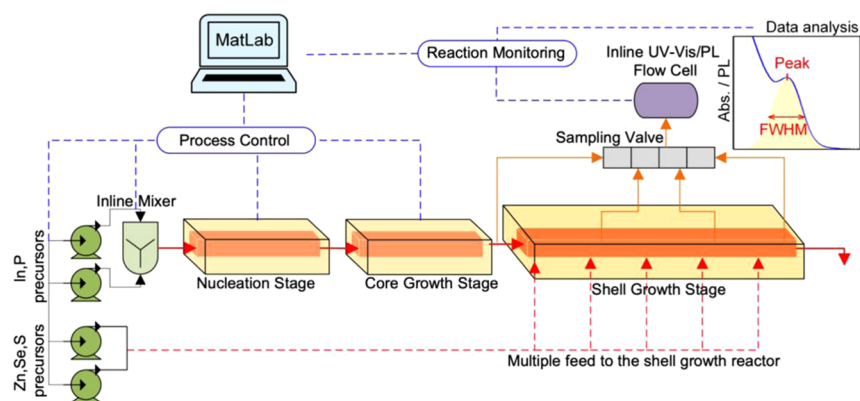 MatLab
Reaction Monitoring
Inline UV-Vis/PL
Flow Cell
Data analysis
Abs. / PL
Peak
FWHM
Process Control
Sampling Valve
Inline Mixer
In,P
precursors
Nucleation Stage
Core Growth Stage
Shell Growth Stage
Zn,Se,S
precursors
Multiple feed to the shell growth reactor